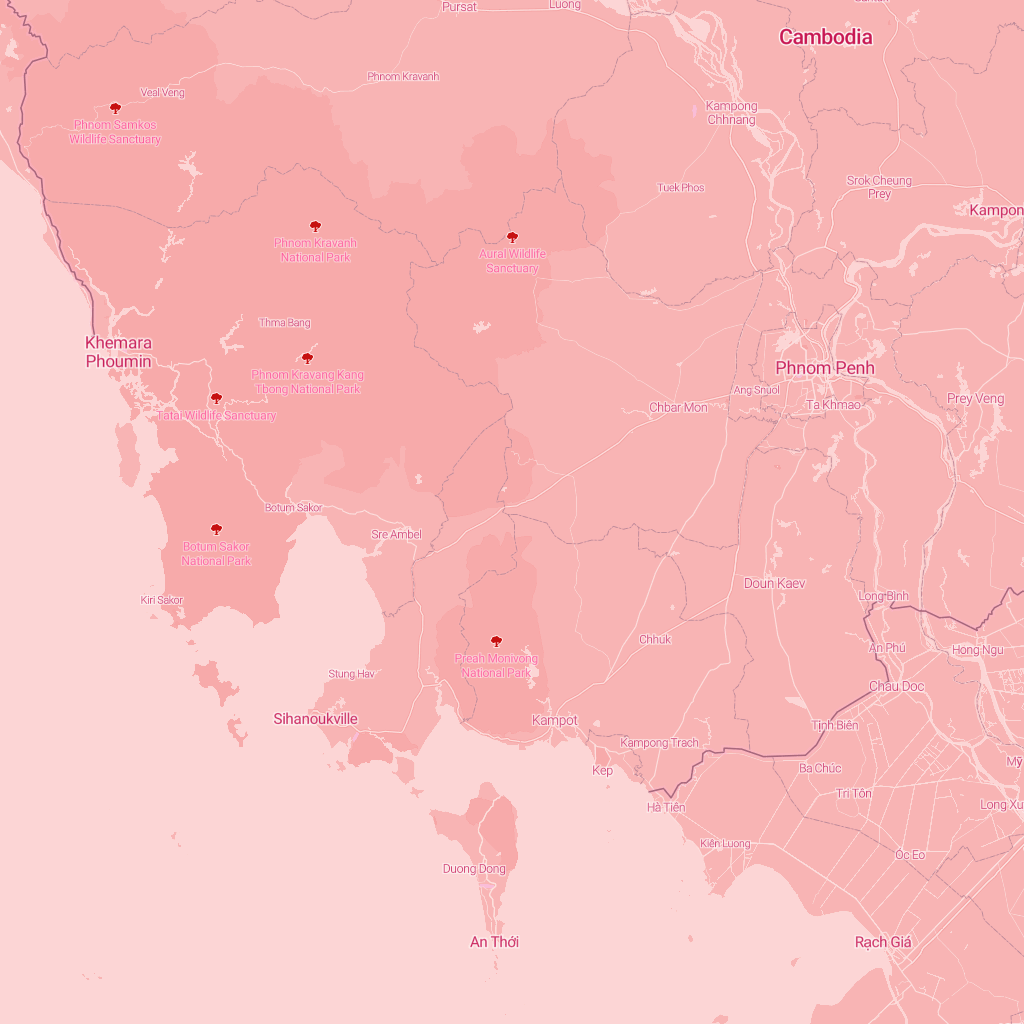 Pursat
Luong
Cambodia
Phnom Kravanh
Veal Veng
Kampong
Chhnang
Phnom Samkos
Wildlife Sanctuary
Tuek Phos
Srok Cheung
Prey
Kampon
Phnom Kravanh
National Park
Aural Wildlife
Sanctuary
Thma Bang
Khemara
Phoumin
Phnom Kravang Kang
Tbong National Park
Phnom Penh
Ang Snuol
Ta Khmao
Prey Veng
Chbar Mon
Tatai Wildlife Sanctuary
Botum Sakor
Sre Ambel
Botum Sakor
National Park
Doun Kaev
Long Bình
Kiri Sakor
Chhuk
An Phú
Hong Ngu
Preah Monivong
National Park
Stung Hav
Chau Doc
Sihanoukville
Kampot
Tịnh Biên
Kampong Trach
Kep
Ba Chúc
Mỹ
Tri Tôn
Hà Tiên
Long Xu
Kiên Luong
Óc Eo
Duong Dong
An Thới
Rạch Giá